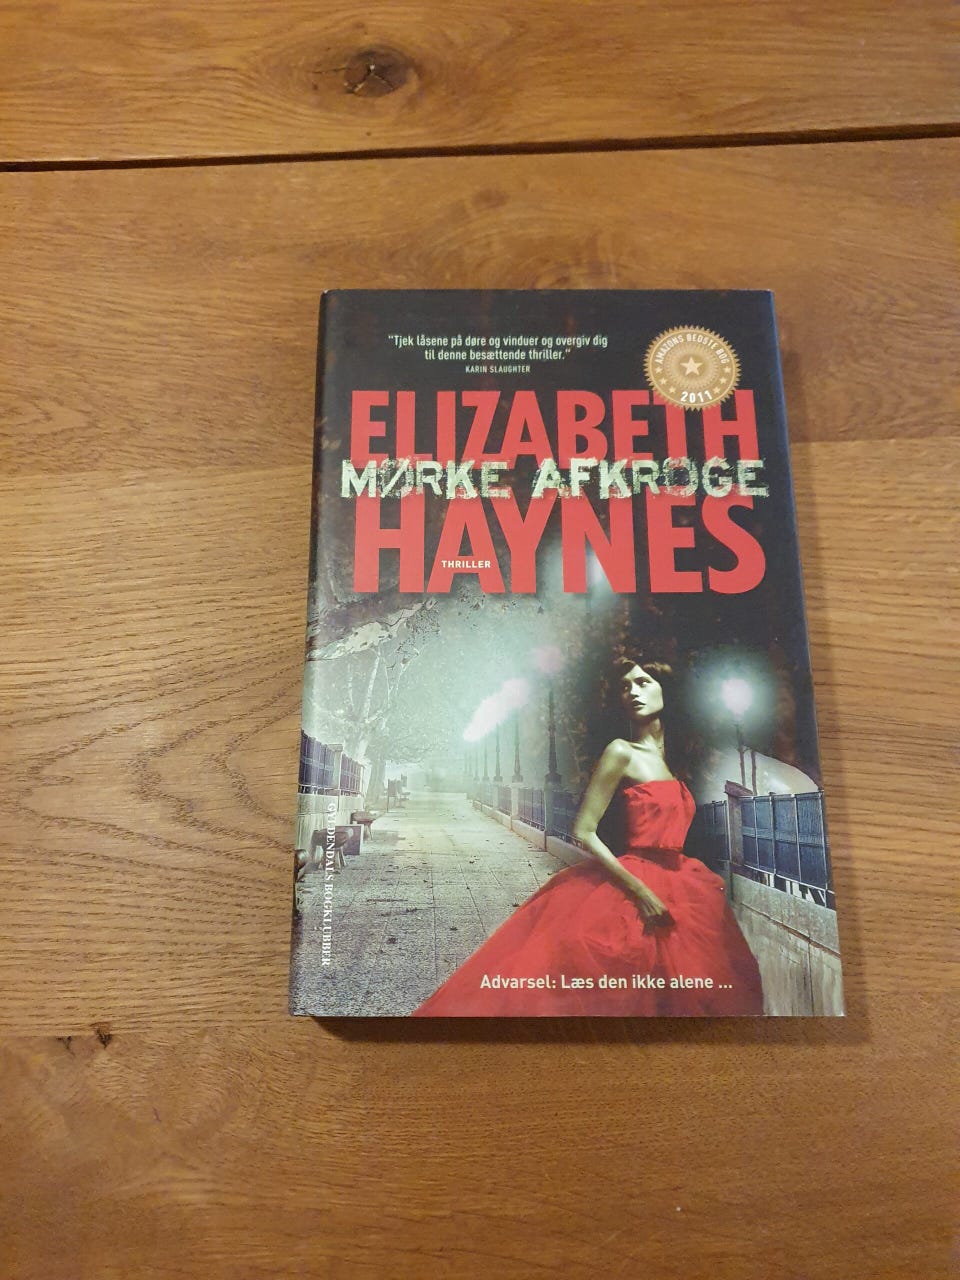 "Tjek låsene på døre og vinduer og overgiv dig
til denne besættende thriller."
KARIN SLAUGHTER
AMAZONS BEDSTE BOG
2011
ELIZABETH
MØRKE AFKROGE
HAYNES
THRILLER
GYLDENDALS BOGKLUBBER
Advarsel: Læs den ikke alene ...